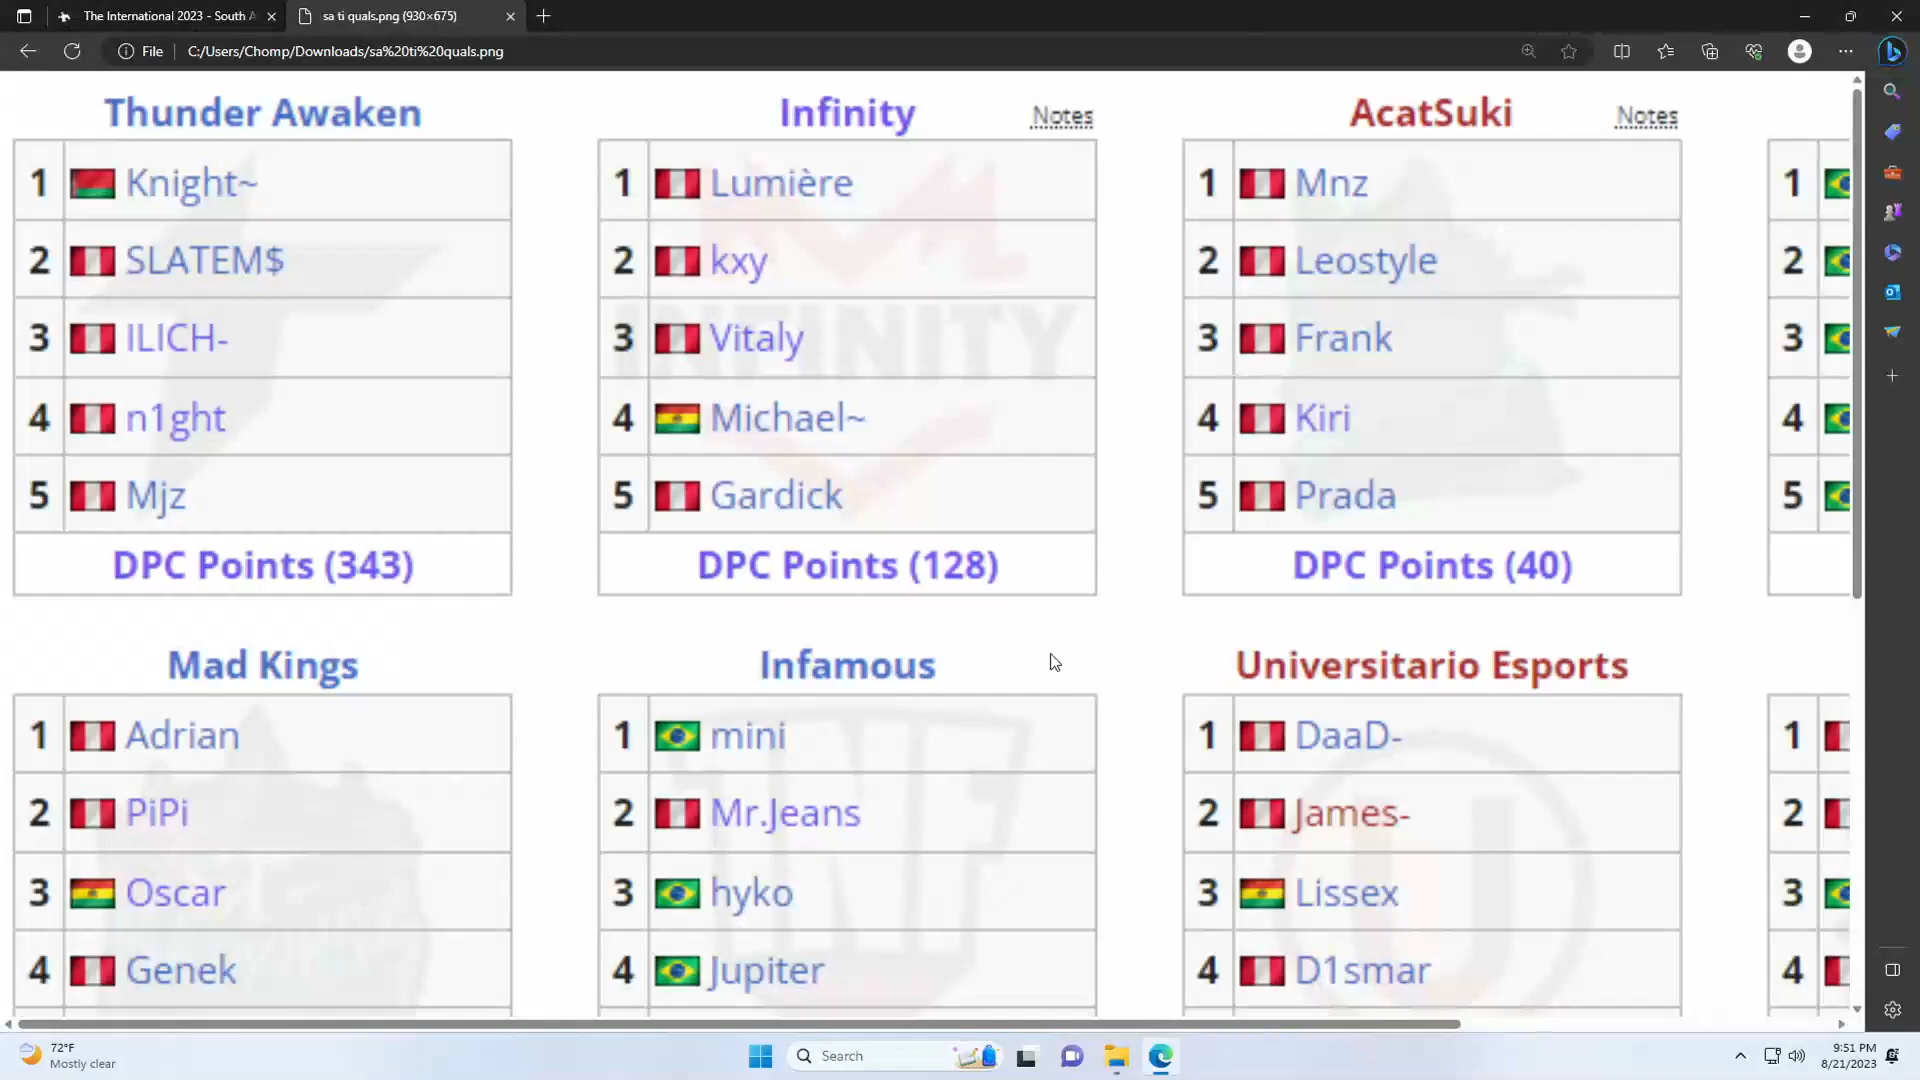 The International 2023 - South A
sa ti quals.png (930×675)
File
C:/Users/Chomp/Downloads/sa%20ti%20quals.png
Thunder Awaken
1 Knight~
2 SLATEM$
3 ILICH-
4 n1ght
5 Mjz
DPC Points (343)
Infinity
Notes
1 Lumière
2 kxy
3 Vitaly
4 Michael~
5 Gardick
INFINITY
DPC Points (128)
AcatSuki
Notes
1 Mnz
2 Leostyle
3 Frank
4 Kiri
5 Prada
DPC Points (40)
1
2
3
4
5
Mad Kings
1 Adrian
2 PiPi
3 Oscar
4 Genek
Infamous
1 mini
2 Mr.Jeans
3 hyko
4 Jupiter
INF
Universitario Esports
1 DaaD-
2 James-
3 Lissex
4 D1smar
U
1
2
3
4
72°F
Mostly clear
Search
9:51 PM
8/21/2023